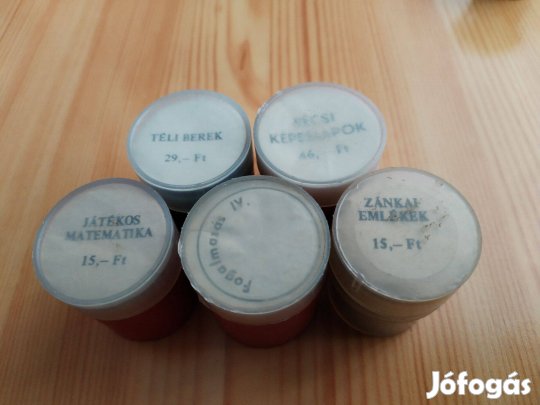 TÉLI BEREK
29,– Ft
PÉCSI
KÉPESLAPOK
46,– Ft
JÁTÉKOS
MATEMATIKA
15,– Ft
Fogalmazás IV.
ZÁNKAI
EMLÉKEK
15,– Ft
Jófogás